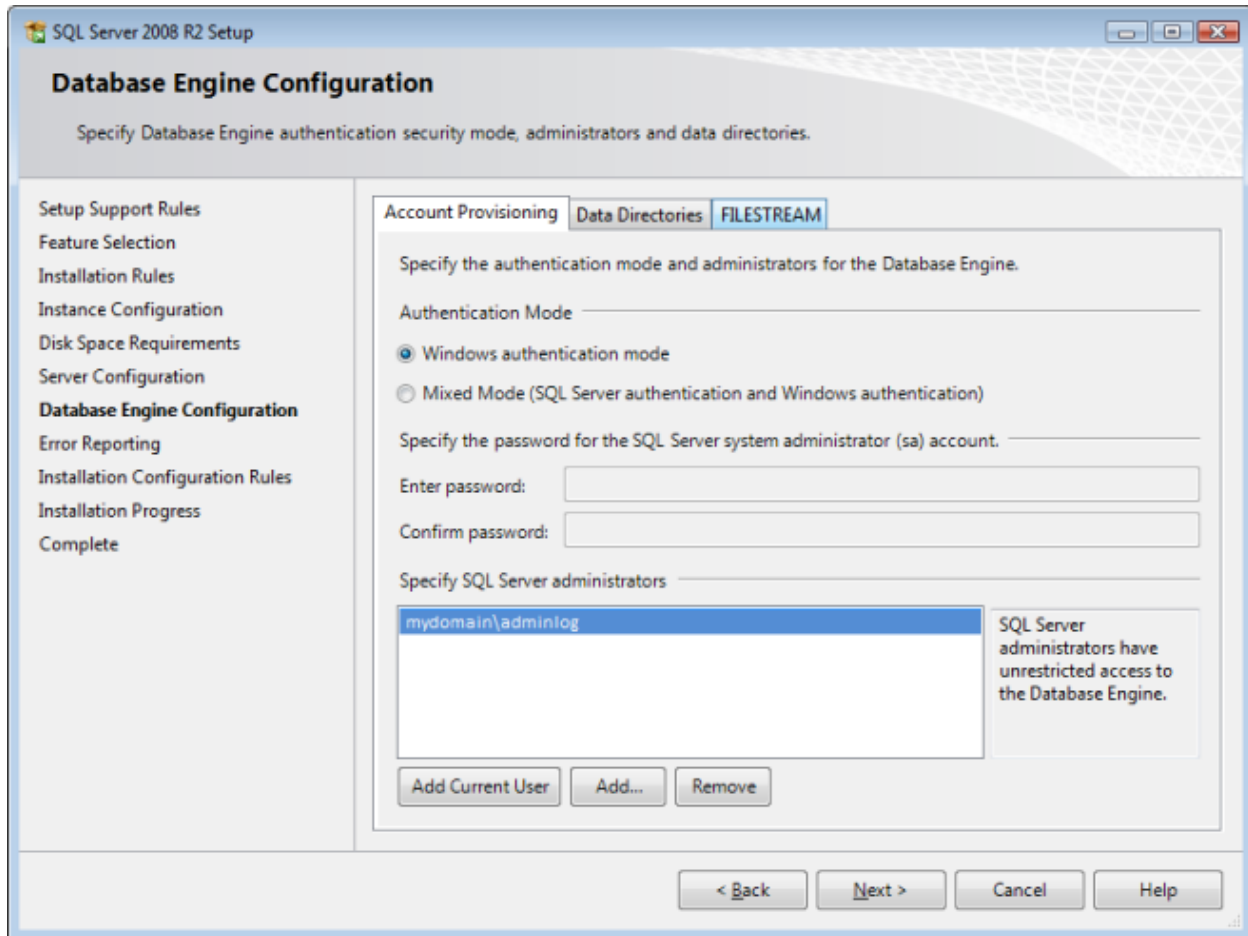 SQL Server 2008 R2 Setup
Database Engine Configuration
Specify Database Engine authentication security mode, administrators and data directories.
Setup Support Rules
Feature Selection
Installation Rules
Instance Configuration
Disk Space Requirements
Server Configuration
Database Engine Configuration
Error Reporting
Installation Configuration Rules
Installation Progress
Complete
Account Provisioning Data Directories FILESTREAM
Specify the authentication mode and administrators for the Database Engine.
Authentication Mode
Windows authentication mode
Mixed Mode (SQL Server authentication and Windows authentication)
Specify the password for the SQL Server system administrator (sa) account.
Enter password:
Confirm password:
Specify SQL Server administrators
mydomain\adminlog
SQL Server
administrators have
unrestricted access to
the Database Engine.
Add Current User Add... Remove
< Back Next > Cancel Help